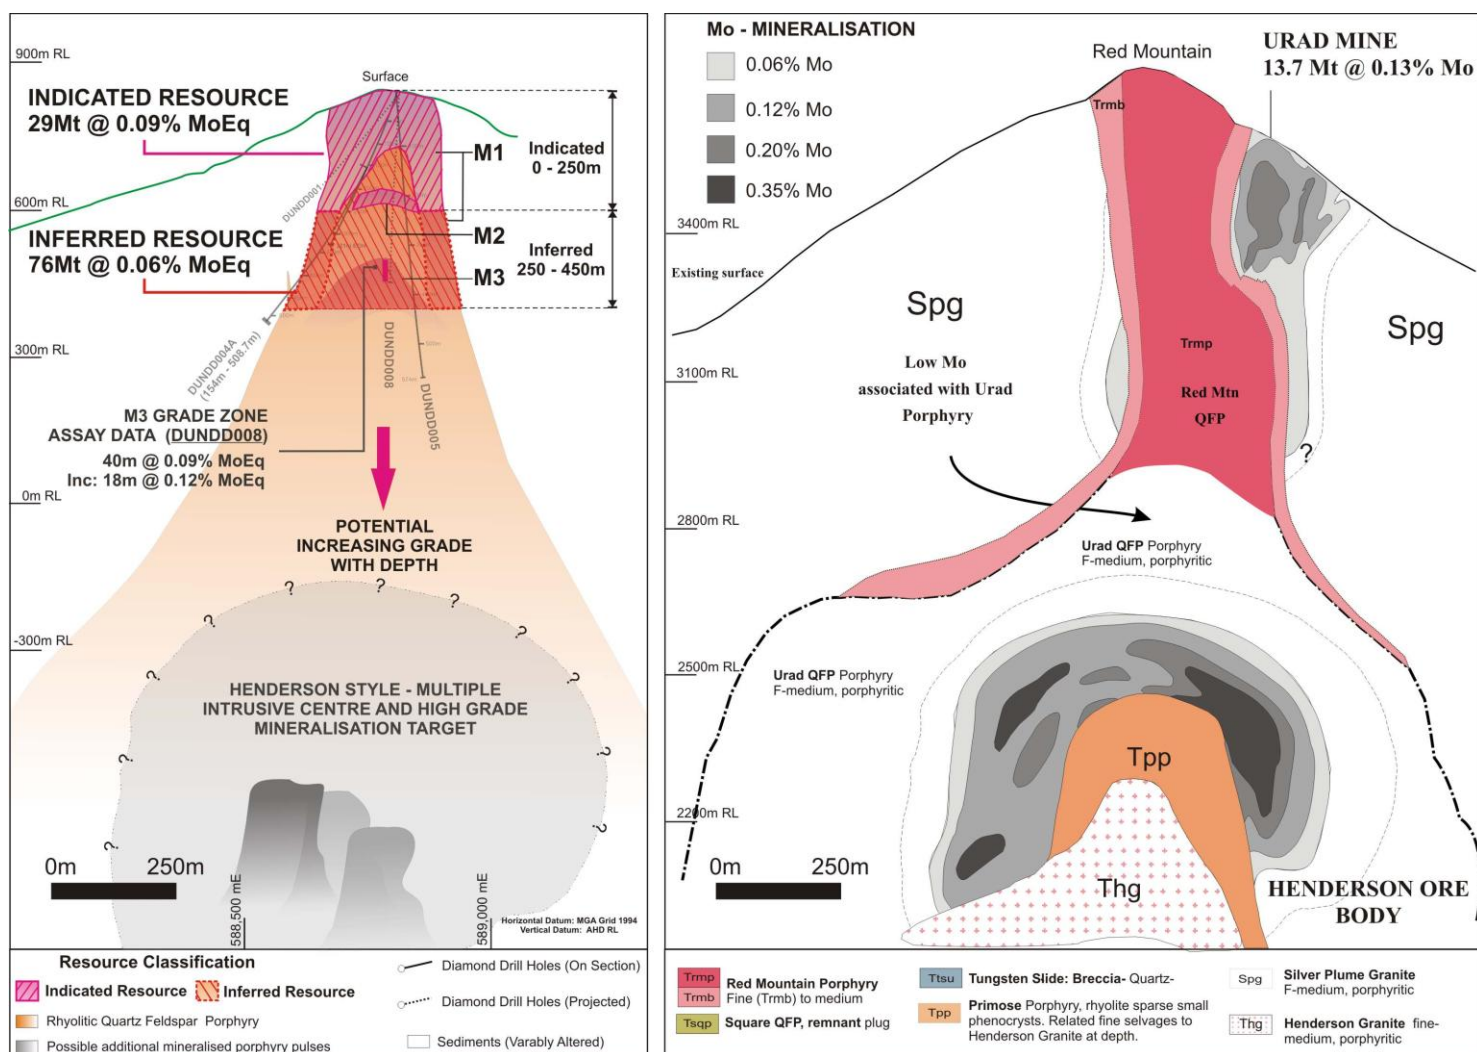 900m RL
Surface
INDICATED RESOURCE
29Mt @ 0.09% MoEq
M1
Indicated
0 - 250m
DUNDD001
600m RL
INFERRED RESOURCE
76Mt @ 0.06% MoEq
M2
M3
Inferred
250 - 450m
300m RL
DUNDD004A
(154m - 508.7m)
DUNDD008
DUNDD005
M3 GRADE ZONE
ASSAY DATA (DUNDD008)
40m @ 0.09% MoEq
Inc: 18m @ 0.12% MoEq
0m RL
POTENTIAL
INCREASING GRADE
WITH DEPTH
? ? ? ? ? ? ? ? ? ? ?
-300m RL
HENDERSON STYLE - MULTIPLE
INTRUSIVE CENTRE AND HIGH GRADE
MINERALISATION TARGET
0m 250m
588,500 mE
589,000 mE
Horizontal Datum: MGA Grid 1994
Vertical Datum: AHD RL
Resource Classification
Indicated Resource
Inferred Resource
Rhyolitic Quartz Feldspar Porphyry
Possible additional mineralised porphyry pulses
Diamond Drill Holes (On Section)
Diamond Drill Holes (Projected)
Sediments (Varably Altered)
Mo - MINERALISATION
0.06% Mo
0.12% Mo
0.20% Mo
0.35% Mo
Red Mountain
URAD MINE
13.7 Mt @ 0.13% Mo
Trmb
3400m RL
Existing surface
Spg
Spg
Trmp
Low Mo
associated with Urad
Porphyry
3100m RL
Red Mtn
QFP
?
2800m RL
Urad QFP Porphyry
F-medium, porphyritic
2500m RL
Urad QFP Porphyry
F-medium, porphyritic
Tpp
2200m RL
0m 250m
Thg
HENDERSON ORE
BODY
Trmp
Trmb
Red Mountain Porphyry
Fine (Trmb) to medium
Tsqp
Square QFP, remnant plug
Ttsu
Tungsten Slide: Breccia- Quartz-
Tpp
Primose Porphyry, rhyolite sparse small
phenocrysts. Related fine selvages to
Henderson Granite at depth.
Spg
Silver Plume Granite
F-medium, porphyritic
Thg
Henderson Granite fine-
medium, porphyritic